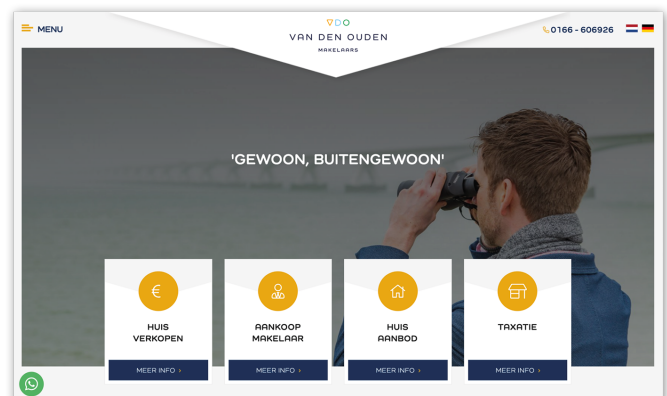 MENU
VDO
VAN DEN OUDEN
MAKELAARS
0166 - 606926
'GEWOON, BUITENGEWOON'
€
HUIS
VERKOPEN
MEER INFO ›
AANKOOP
MAKELAAR
MEER INFO ›
HUIS
AANBOD
MEER INFO ›
TAXATIE
MEER INFO ›